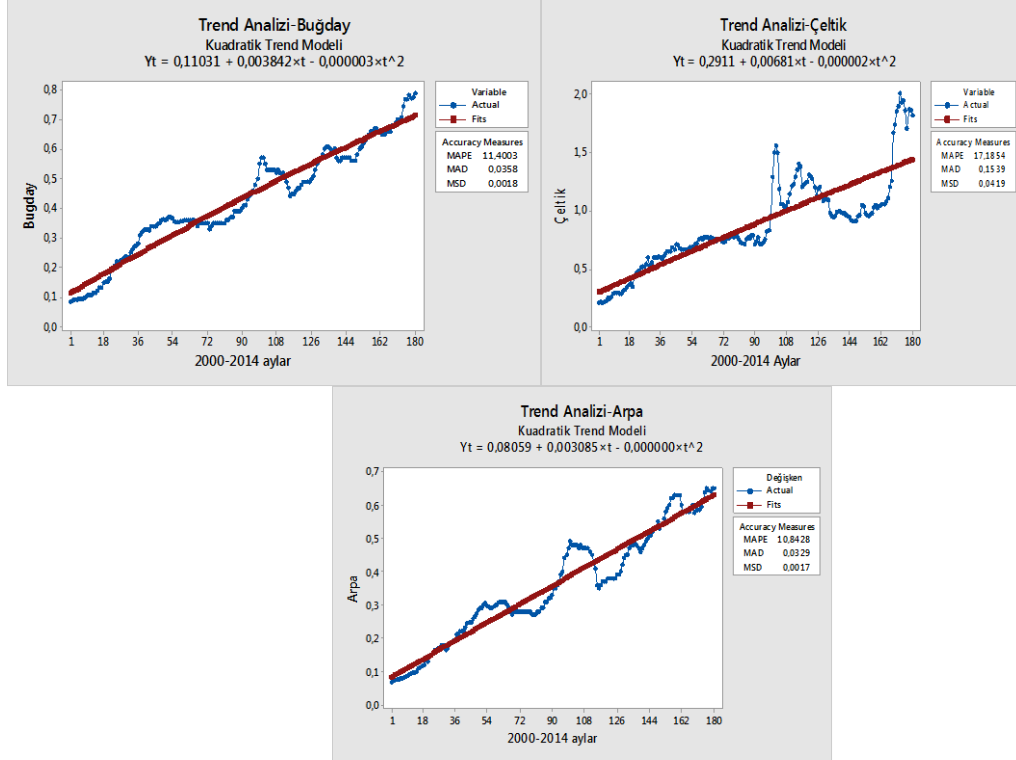 Trend Analizi-Buğday
Kuadratik Trend Modeli
Yt = 0,11031 + 0,003842×t - 0,000003×t^2
Variable
Actual
Fits
Accuracy Measures
MAPE 11,4003
MAD 0,0358
MSD 0,0018
Bugday
0,8
0,7
0,6
0,5
0,4
0,3
0,2
0,1
0,0
1 18 36 54 72 90 108 126 144 162 180
2000-2014 aylar
Trend Analizi-Çeltik
Kuadratik Trend Modeli
Yt = 0,2911 + 0,00681×t - 0,000002×t^2
Variable
Actual
Fits
Accuracy Measures
MAPE 17,1854
MAD 0,1539
MSD 0,0419
Çeltik
2,0
1,5
1,0
0,5
0,0
1 18 36 54 72 90 108 126 144 162 180
2000-2014 Aylar
Trend Analizi-Arpa
Kuadratik Trend Modeli
Yt = 0,08059 + 0,003085×t - 0,000000×t^2
Değişken
Actual
Fits
Accuracy Measures
MAPE 10,8428
MAD 0,0329
MSD 0,0017
Arpa
0,7
0,6
0,5
0,4
0,3
0,2
0,1
0,0
1 18 36 54 72 90 108 126 144 162 180
2000-2014 aylar